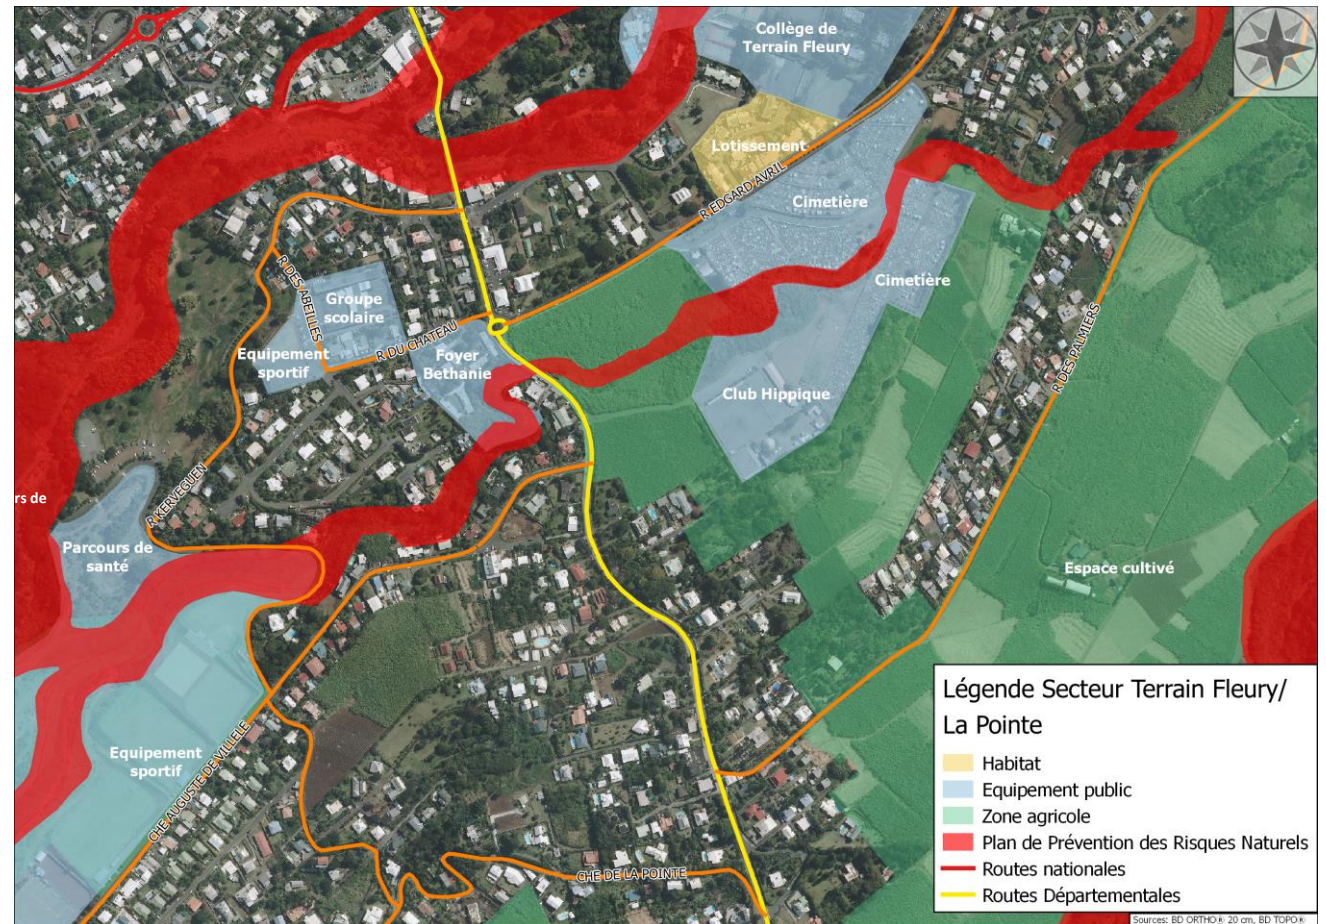 Collège de
Terrain Fleury
Lotissement
R EDGARD AVRIL
Cimetière
R DES ABEILLES
Groupe
scolaire
Cimetière
R DU CHATEAU
R DES PALMIERS
Equipement
sportif
Foyer
Bethanie
Club Hippique
R KERVEGUEN
rs de
Parcours de
santé
Espace cultivé
Equipement
sportif
CHE AUGUSTE DE VILLELE
CHE DE LA POINTE
Légende Secteur Terrain Fleury/
La Pointe
Habitat
Equipement public
Zone agricole
Plan de Prévention des Risques Naturels
Routes nationales
Routes Départementales
Sources: BD ORTHO® 20 cm, BD TOPO®